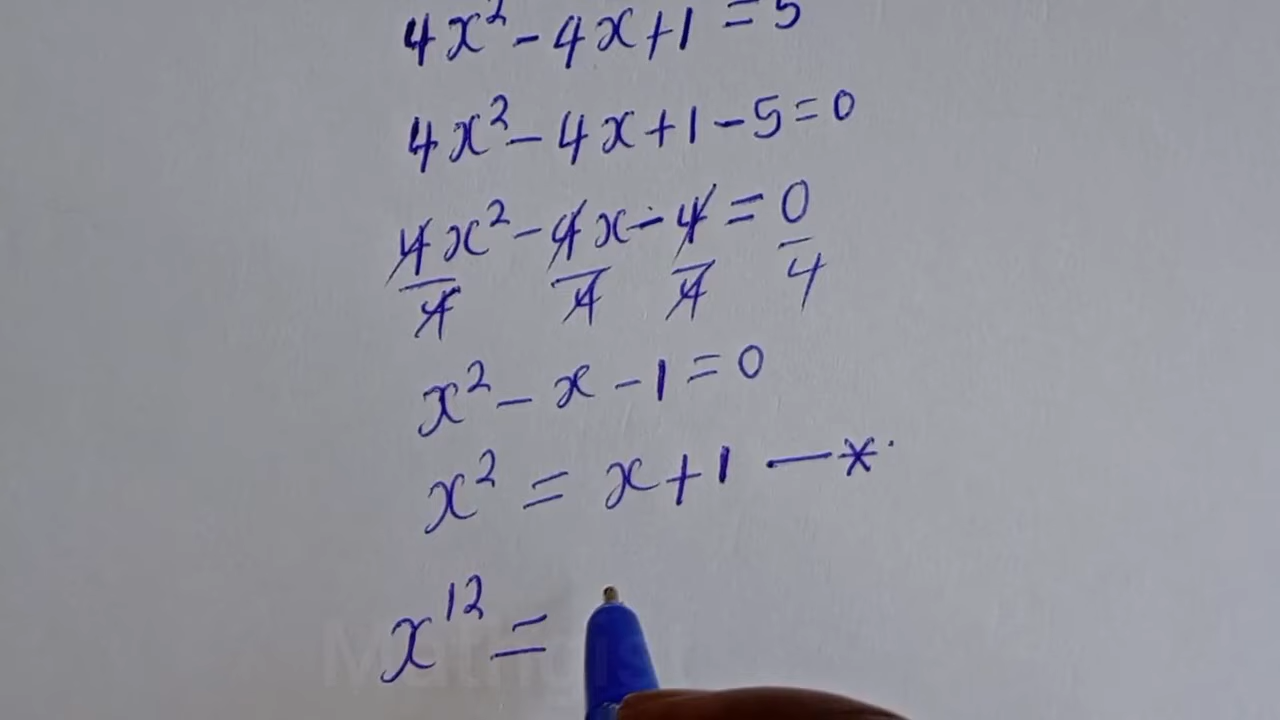 4x² - 4x + 1 = 5
4x² - 4x + 1 - 5 = 0
4x²/4 - 4x/4 - 4/4 = 0/4
x² - x - 1 = 0
x² = x + 1 — *
x¹² =